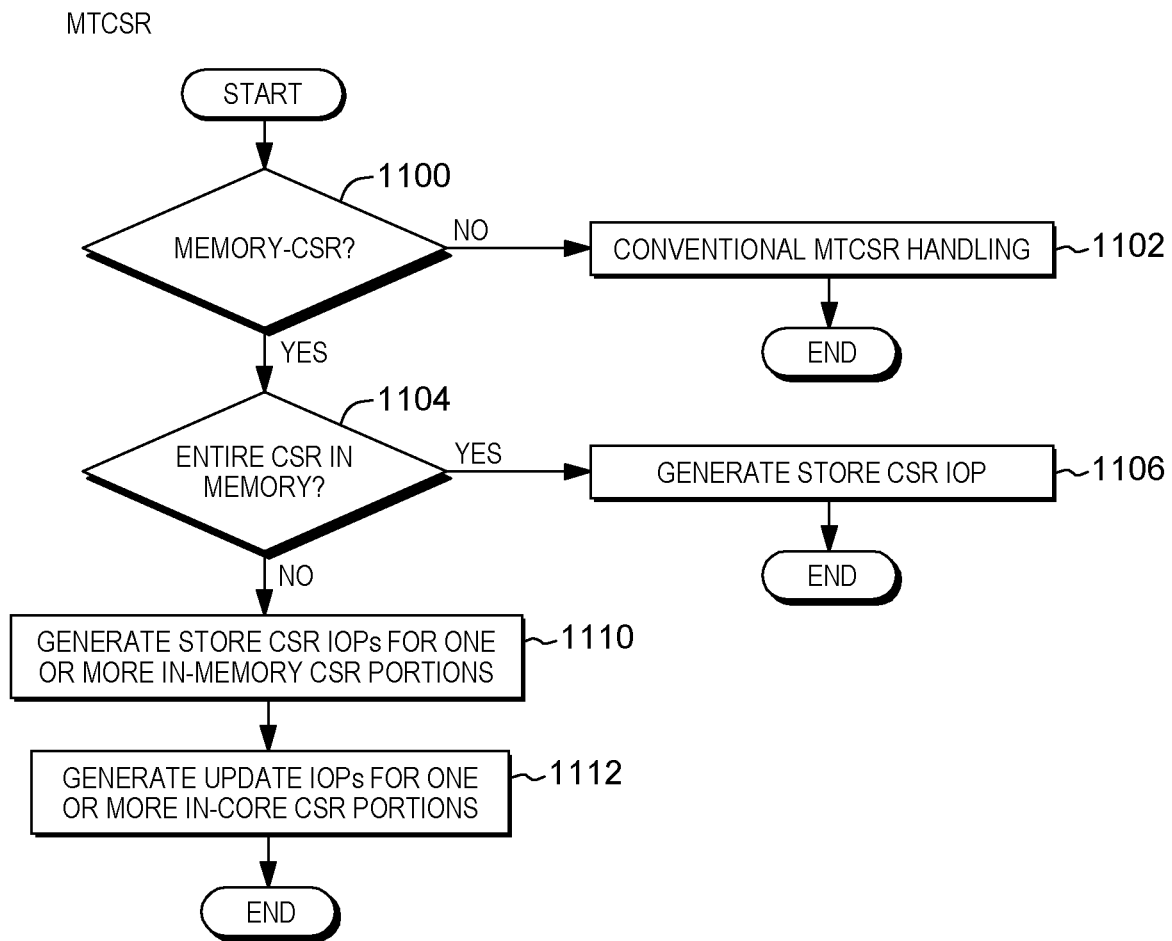 MTCSR
START
1100
MEMORY-CSR?
NO
CONVENTIONAL MTCSR HANDLING
1102
END
YES
1104
ENTIRE CSR IN
MEMORY?
YES
GENERATE STORE CSR IOP
1106
END
NO
GENERATE STORE CSR IOPs FOR ONE
OR MORE IN-MEMORY CSR PORTIONS
1110
GENERATE UPDATE IOPs FOR ONE
OR MORE IN-CORE CSR PORTIONS
1112
END